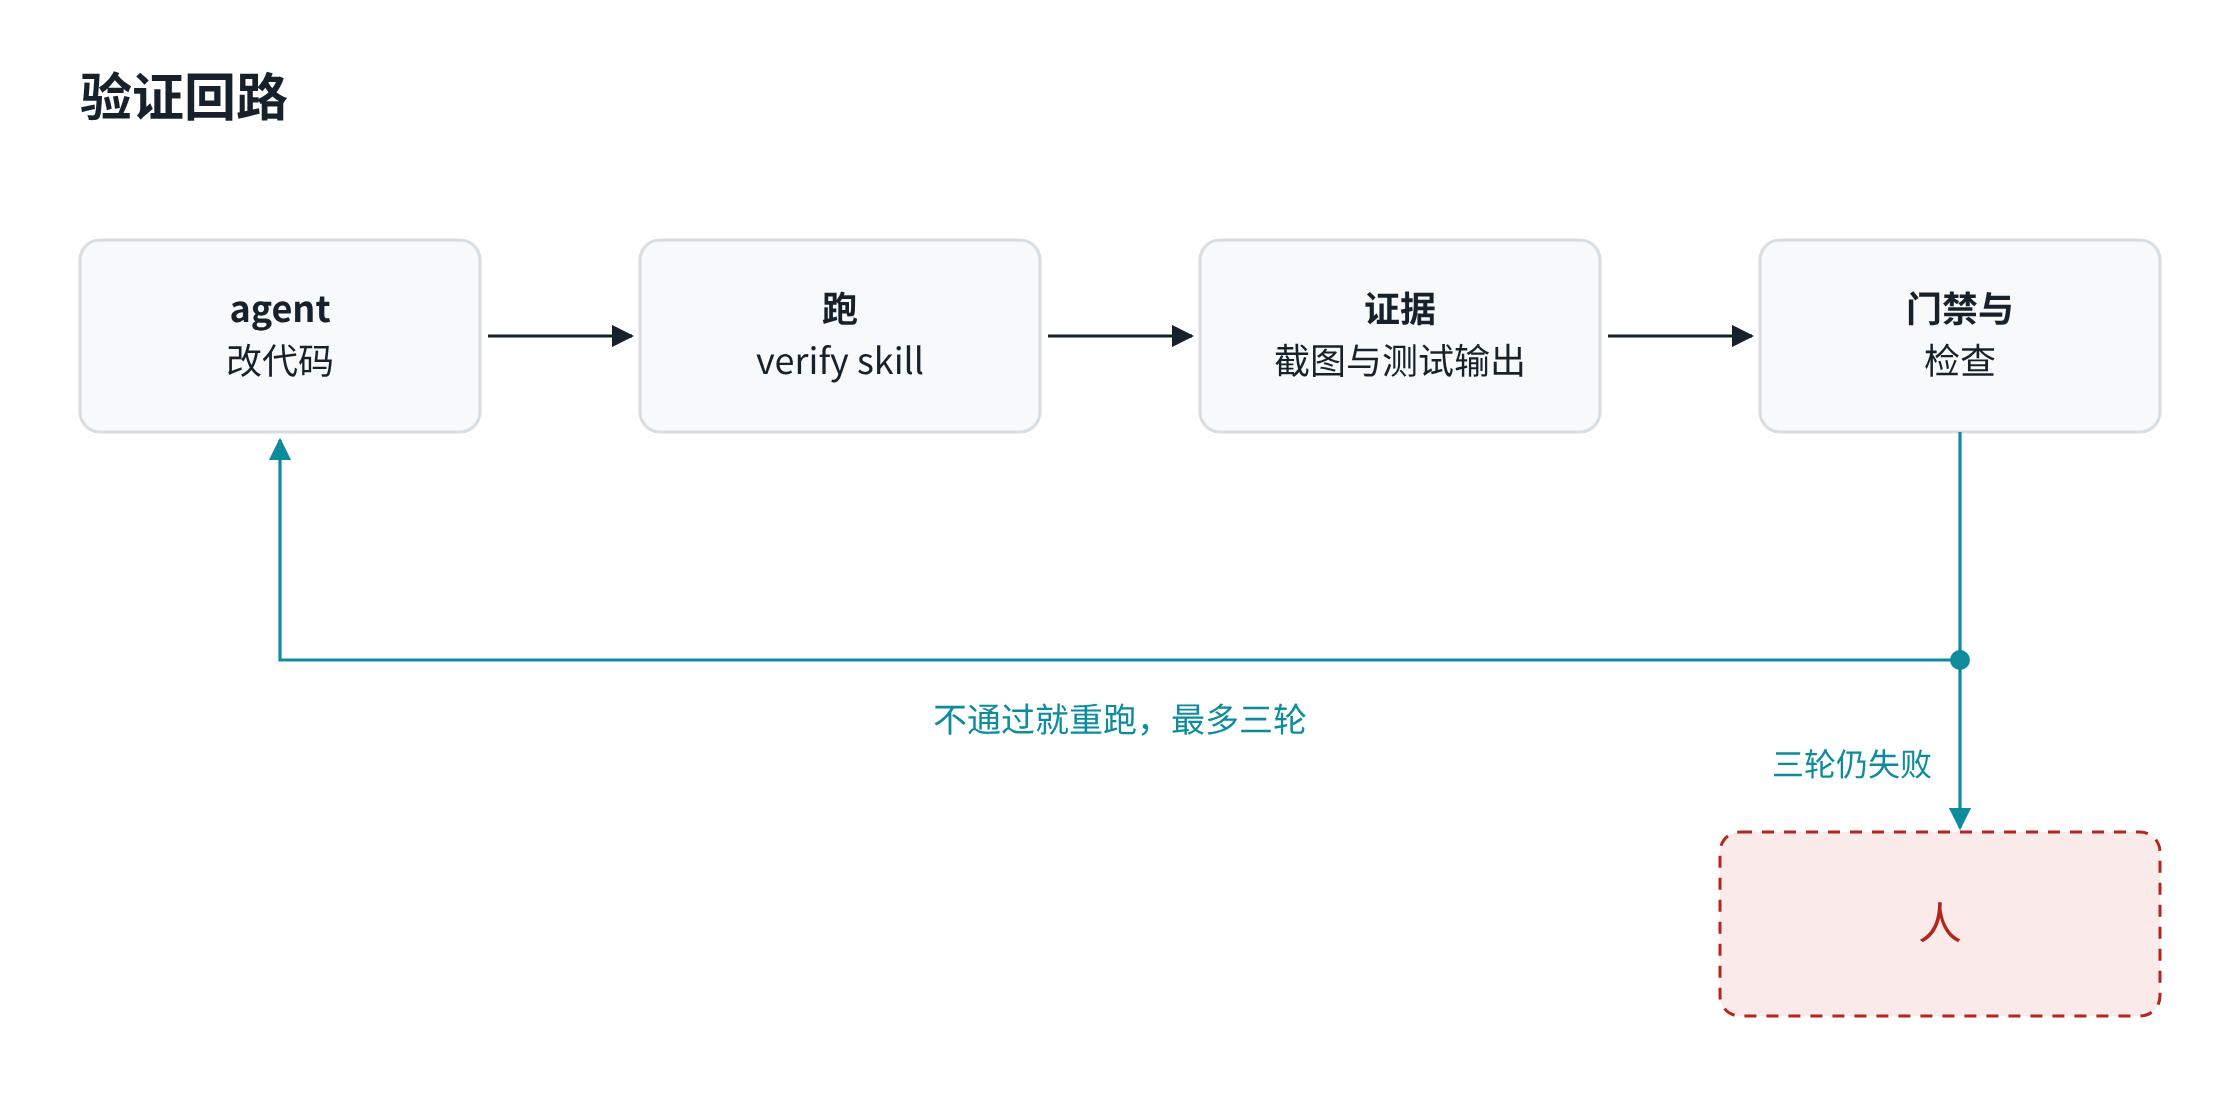 验证回路
agent
改代码
跑
verify skill
证据
截图与测试输出
门禁与
检查
不通过就重跑，最多三轮
三轮仍失败
人